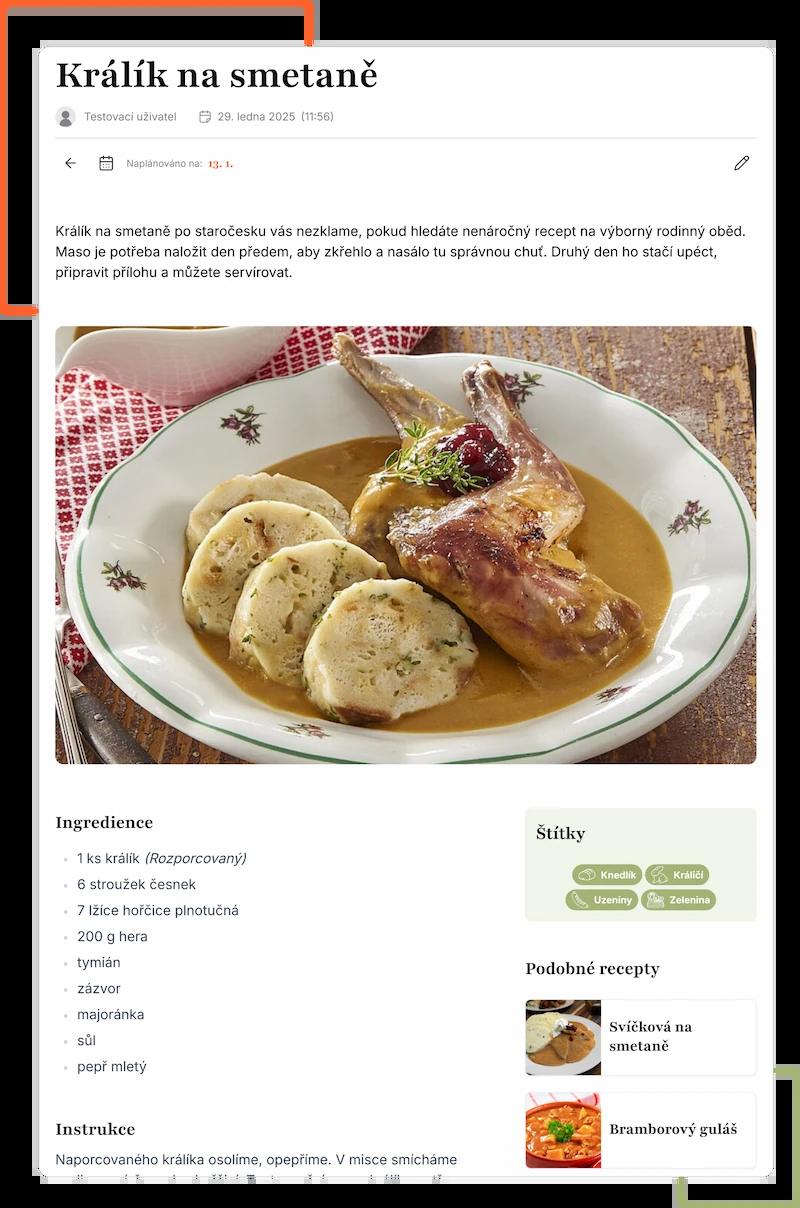 Králík na smetaně
Testovací uživatel 29. ledna 2025 (11:56)
Naplánováno na: 13. 1.
Králík na smetaně po staročesku vás nezklame, pokud hledáte nenáročný recept na výborný rodinný oběd.
Maso je potřeba naložit den předem, aby zkřehlo a nasálo tu správnou chuť. Druhý den ho stačí upéct,
připravit přílohu a můžete servírovat.
Ingredience
1 ks králík (Rozporcovaný)
6 stroužek česnek
7 lžíce hořčice plnotučná
200 g hera
tymián
zázvor
majoránka
sůl
pepř mletý
Instrukce
Naporcovaného králíka osolíme, opepříme. V misce smícháme
Štítky
Knedlík Králičí
Uzeniny Zelenina
Podobné recepty
Svíčková na
smetaně
Bramborový guláš